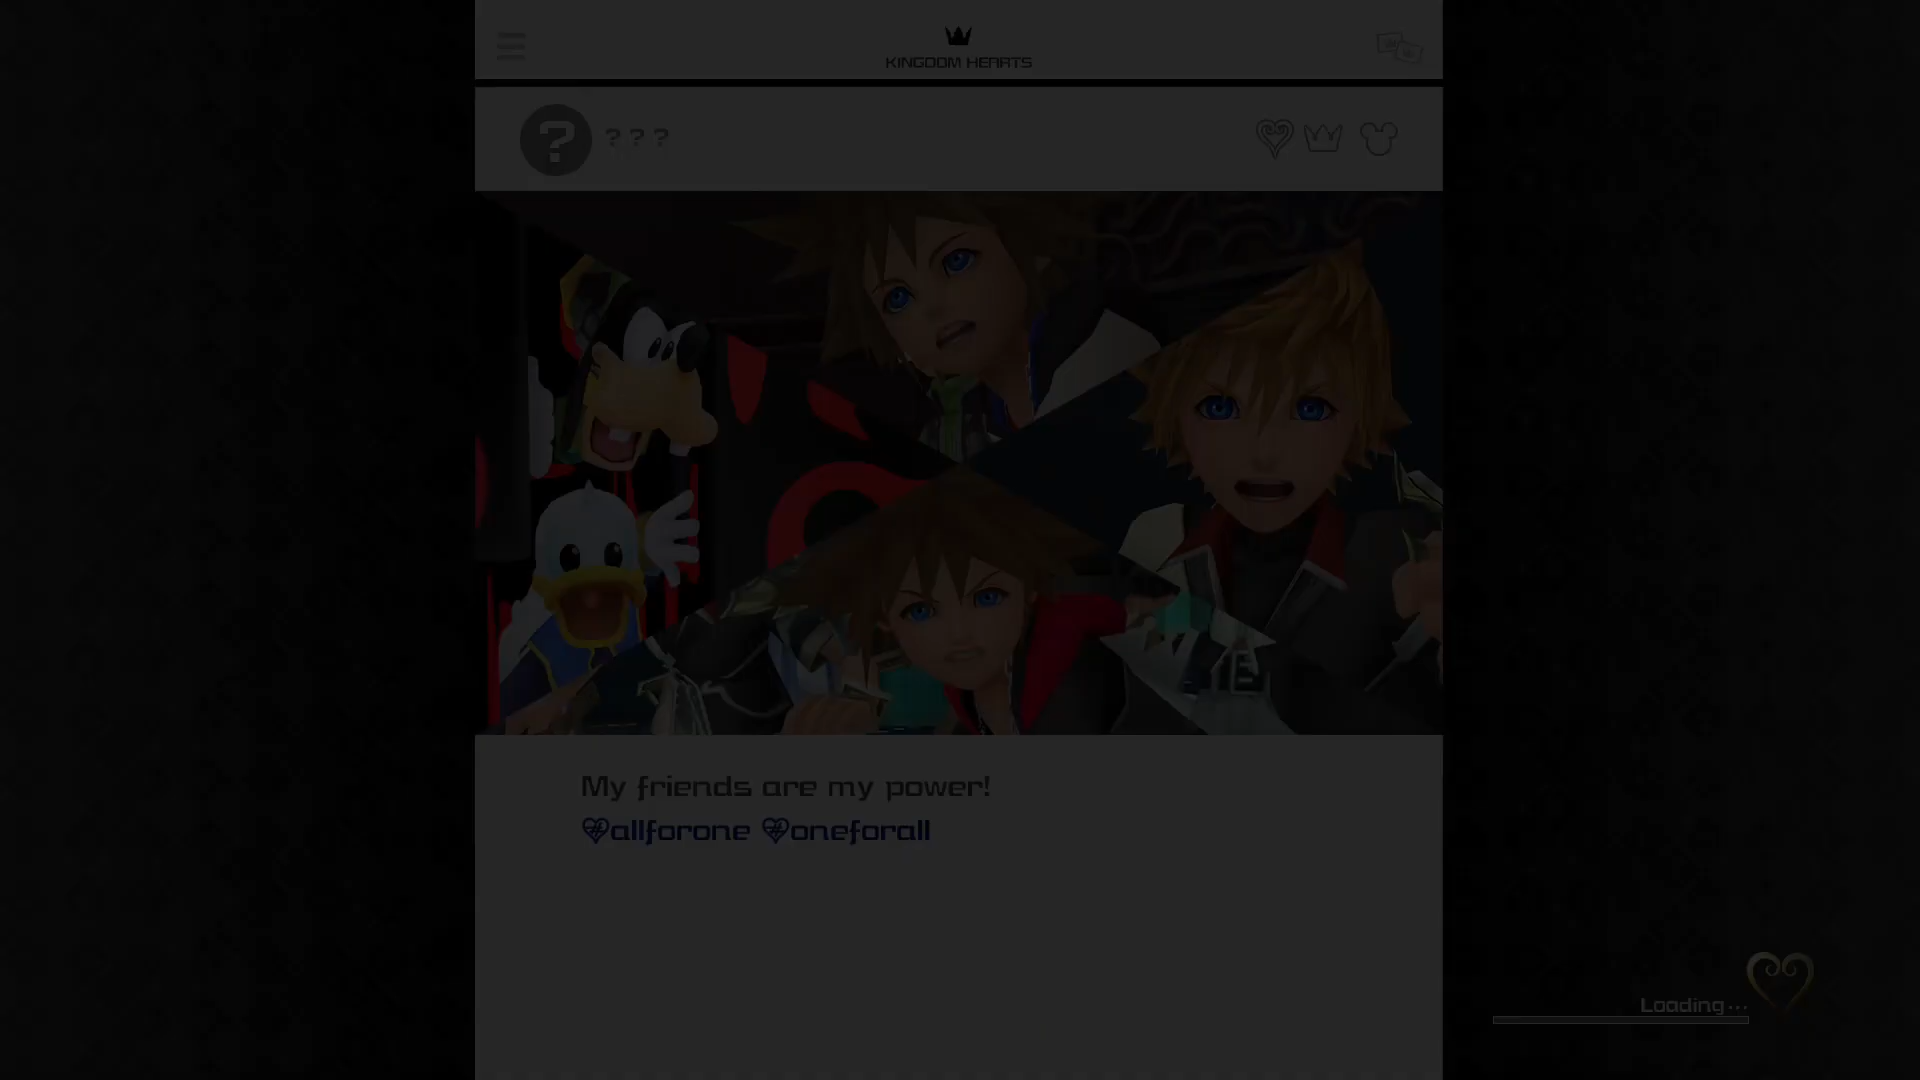 KINGDOM HEARTS
? ? ? ?
My friends are my power!
#allforone #oneforall
Loading...